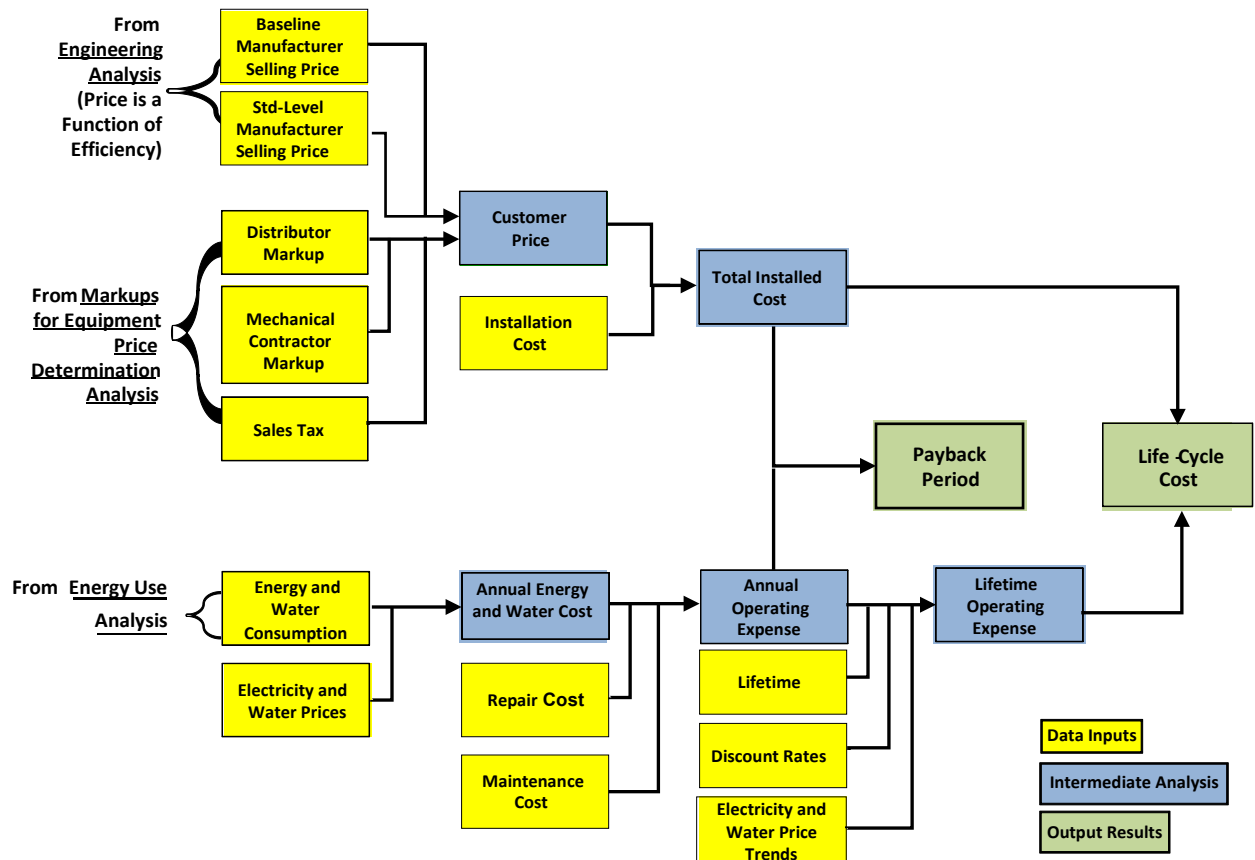 From
Engineering
Analysis
(Price is a
Function of
Efficiency)
Baseline
Manufacturer
Selling Price
Std-Level
Manufacturer
Selling Price
From Markups
for Equipment
Price
Determination
Analysis
Distributor
Markup
Mechanical
Contractor
Markup
Sales Tax
Customer
Price
Installation
Cost
Total Installed
Cost
Payback
Period
Life -Cycle
Cost
From Energy Use
Analysis
Energy and
Water
Consumption
Electricity and
Water Prices
Annual Energy
and Water Cost
Repair Cost
Maintenance
Cost
Annual
Operating
Expense
Lifetime
Discount Rates
Electricity and
Water Price
Trends
Lifetime
Operating
Expense
Data Inputs
Intermediate Analysis
Output Results